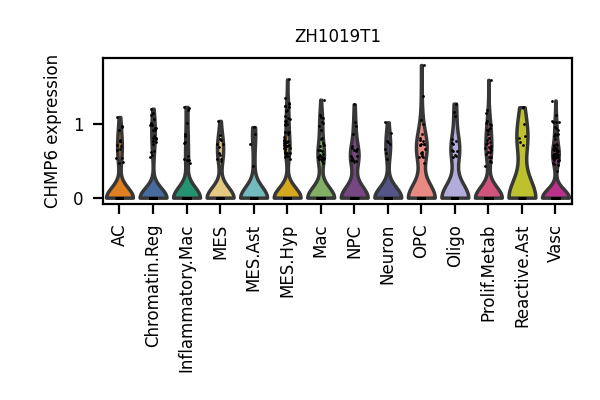 ZH1019T1
CHMP6 expression
1
0
AC
Chromatin.Reg
Inflammatory.Mac
MES
MES.Ast
MES.Hyp
Mac
NPC
Neuron
OPC
Oligo
Prolif.Metab
Reactive.Ast
Vasc